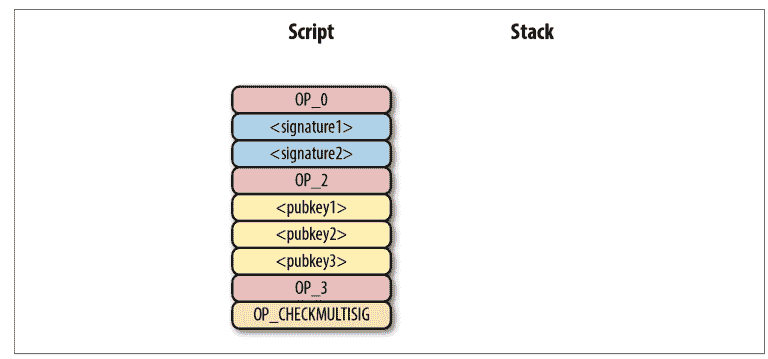 Script Stack
OP_0
<signature1>
<signature2>
OP_2
<pubkey1>
<pubkey2>
<pubkey3>
OP_3
OP_CHECKMULTISIG